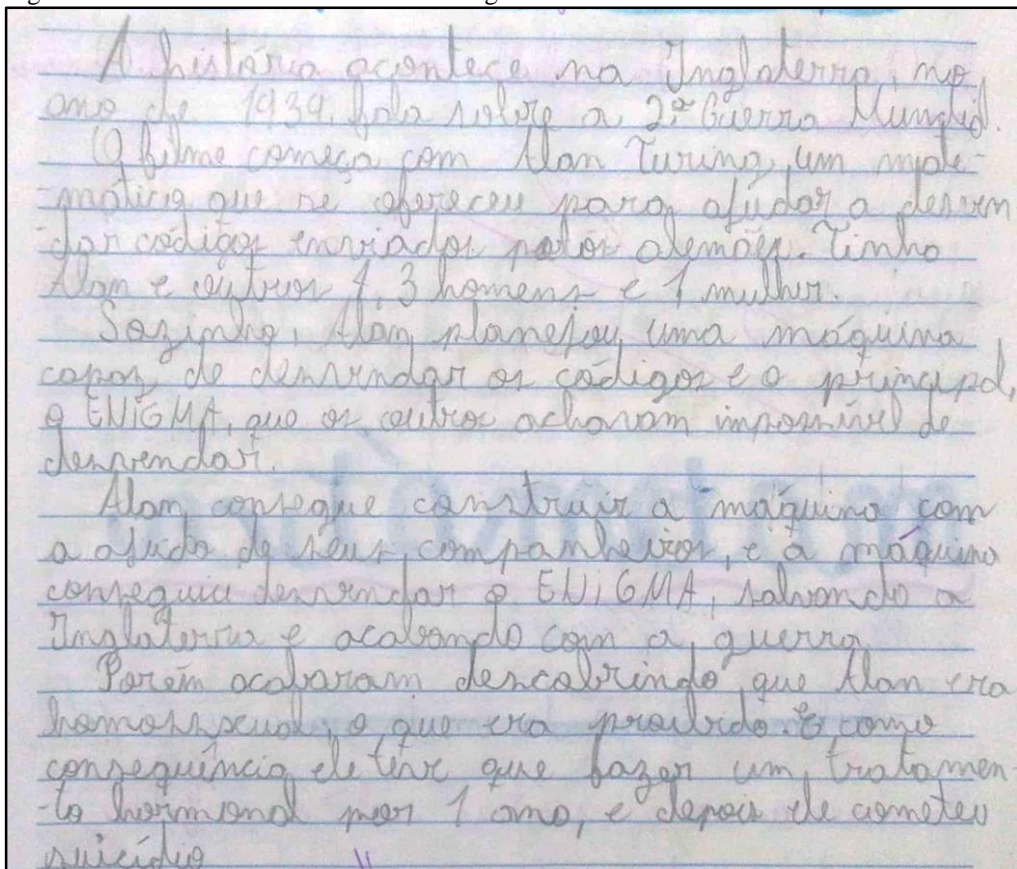 A história acontece na Inglaterra, no
ano de 1939, fala sobre a 2ª Guerra Mundial.
O filme começa com Alan Turing, um mate-
-mático que se ofereceu para ajudar a desven
-dar códigos enviados pelos alemães. Tinha
Alan e outros 4, 3 homens e 1 mulher.
Sozinho, Alan planejou uma máquina
capaz de desvendar os códigos e o principal,
o ENIGMA, que os outros achavam impossível de
desvendar.
Alan consegue construir a máquina com
a ajuda de seus companheiros, e a máquina
conseguiu desvendar o ENIGMA, salvando a
Inglaterra e acabando com a guerra.
Porém acabaram descobrindo que Alan era
homossexual, o que era proibido. E como
consequência ele teve que fazer um tratamen-
-to hormonal por 1 ano, e depois ele cometeu
suicídio